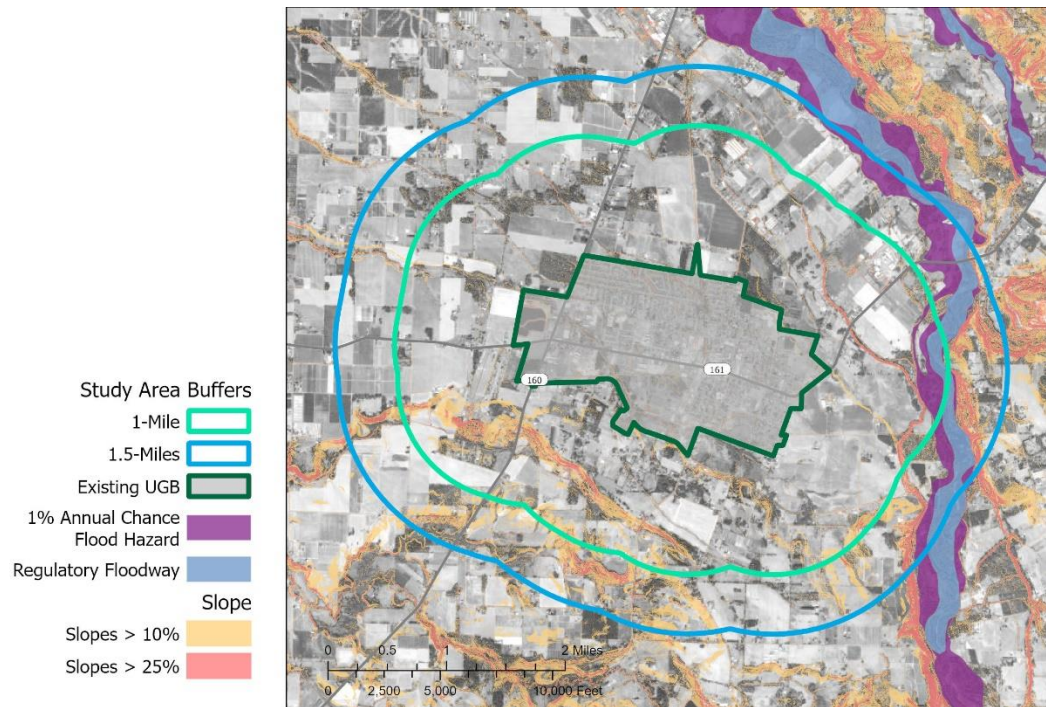 Study Area Buffers
1-Mile
1.5-Miles
Existing UGB
1% Annual Chance
Flood Hazard
Regulatory Floodway
Slope
Slopes > 10%
Slopes > 25%
160
161
0 0.5 1 2 Miles
0 2,500 5,000 10,000 Feet